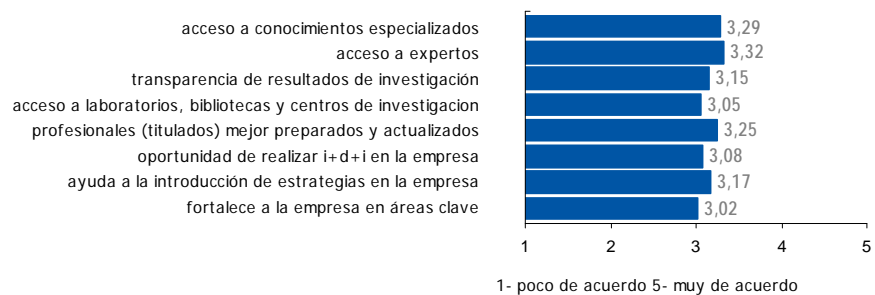 acceso a conocimientos especializados 3,29
acceso a expertos 3,32
transparencia de resultados de investigación 3,15
acceso a laboratorios, bibliotecas y centros de investigacion 3,05
profesionales (titulados) mejor preparados y actualizados 3,25
oportunidad de realizar i+d+i en la empresa 3,08
ayuda a la introducción de estrategias en la empresa 3,17
fortalece a la empresa en áreas clave 3,02
1 2 3 4 5
1- poco de acuerdo 5- muy de acuerdo